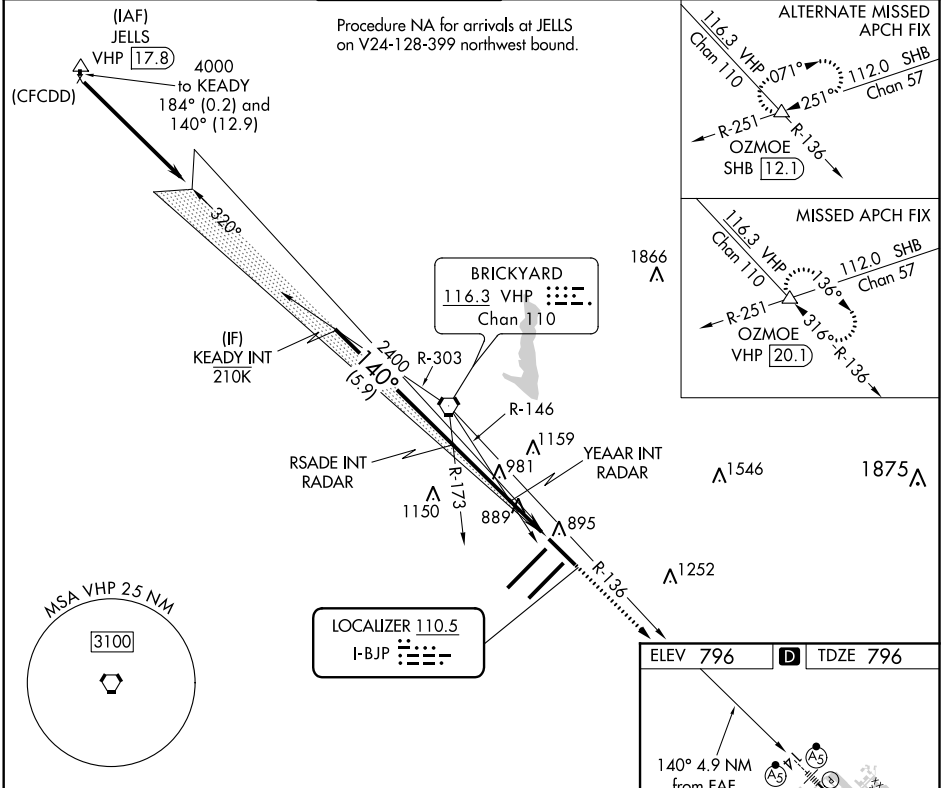 (IAF)
JELLS
VHP 17.8
(CFCDD)
4000
to KEADY
184° (0.2) and
140° (12.9)
Procedure NA for arrivals at JELLS
on V24-128-399 northwest bound.
ALTERNATE MISSED
APCH FIX
116.3 VHP
Chan 110
071°
251°
112.0 SHB
Chan 57
R-251
R-136
OZMOE
SHB 12.1
MISSED APCH FIX
116.3 VHP
Chan 110
136°
316°
112.0 SHB
Chan 57
R-251
R-136
OZMOE
VHP 20.1
320°
1866
BRICKYARD
116.3 VHP
Chan 110
(IF)
KEADY INT
210K
2400
140°
(5.9)
R-303
R-146
RSADE INT
RADAR
R-173
YEAAR INT
RADAR
1159
981
1546
1875
1150
889
895
1252
R-136
MSA VHP 25 NM
3100
LOCALIZER 110.5
I-BJP
ELEV 796
D
TDZE 796
140° 4.9 NM
from FAF
A5
A5
14
P